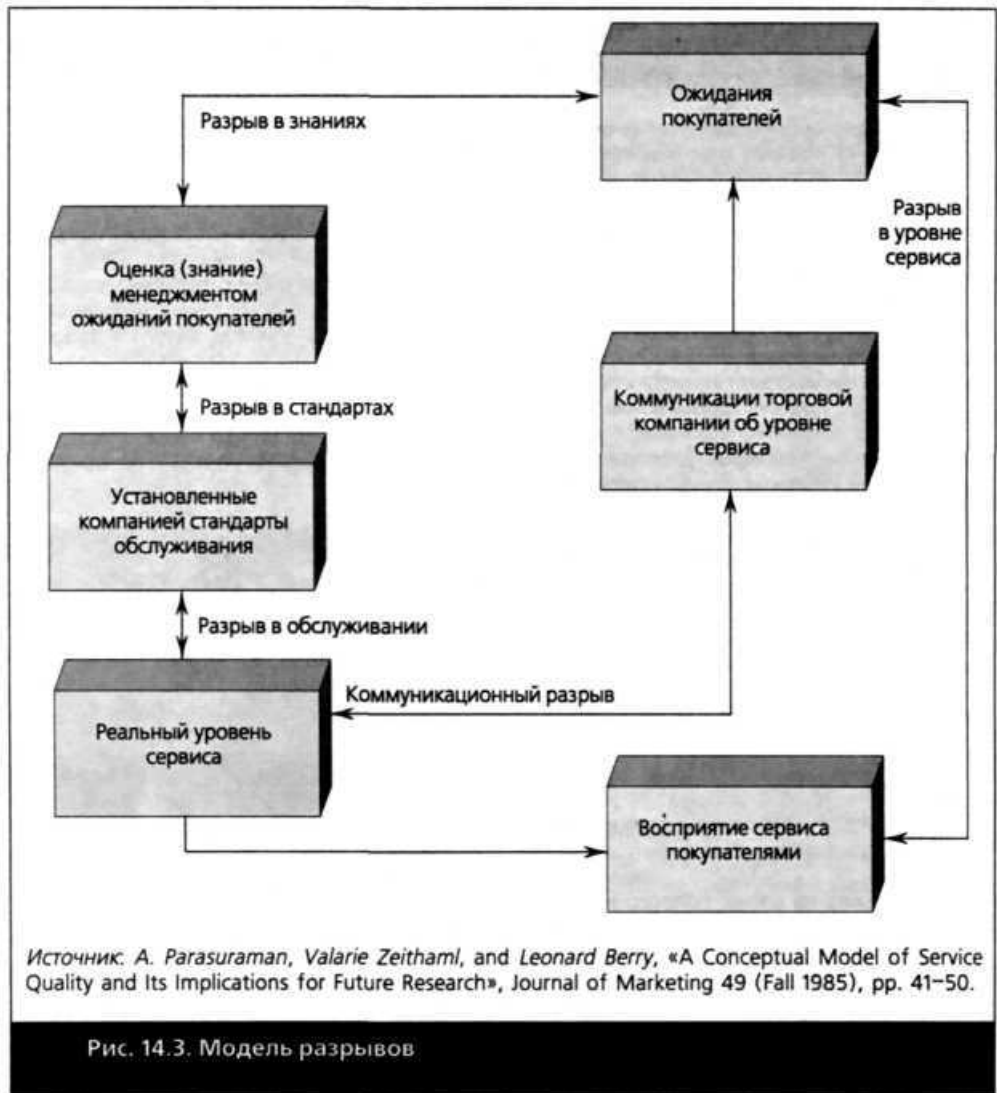 Ожидания
покупателей
Разрыв в знаниях
Разрыв
в уровне
сервиса
Оценка (знание)
менеджментом
ожиданий покупателей
Разрыв в стандартах
Коммуникации торговой
компании об уровне
сервиса
Установленные
компанией стандарты
обслуживания
Разрыв в обслуживании
Коммуникационный разрыв
Реальный уровень
сервиса
Восприятие сервиса
покупателями
Источник: A. Parasuraman, Valarie Zeithaml, and Leonard Berry, «A Conceptual Model of Service
Quality and Its Implications for Future Research», Journal of Marketing 49 (Fall 1985), pp. 41–50.
Рис. 14.3. Модель разрывов